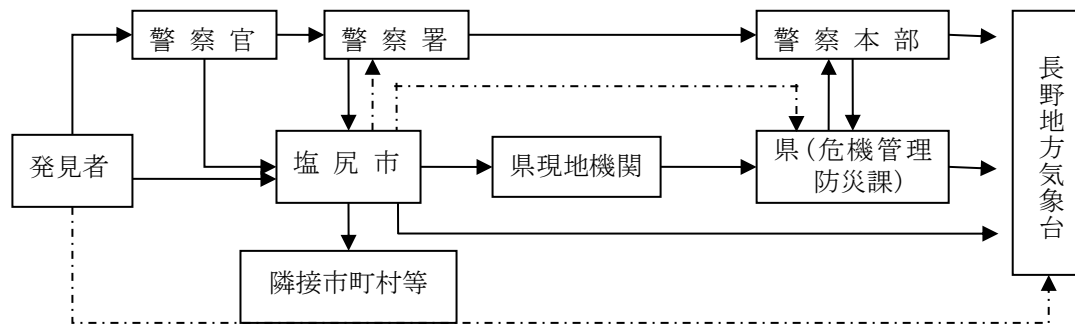 警察官
警察署
警察本部
発見者
塩尻市
県現地機関
県(危機管理
防災課)
長野地方気象台
隣接市町村等